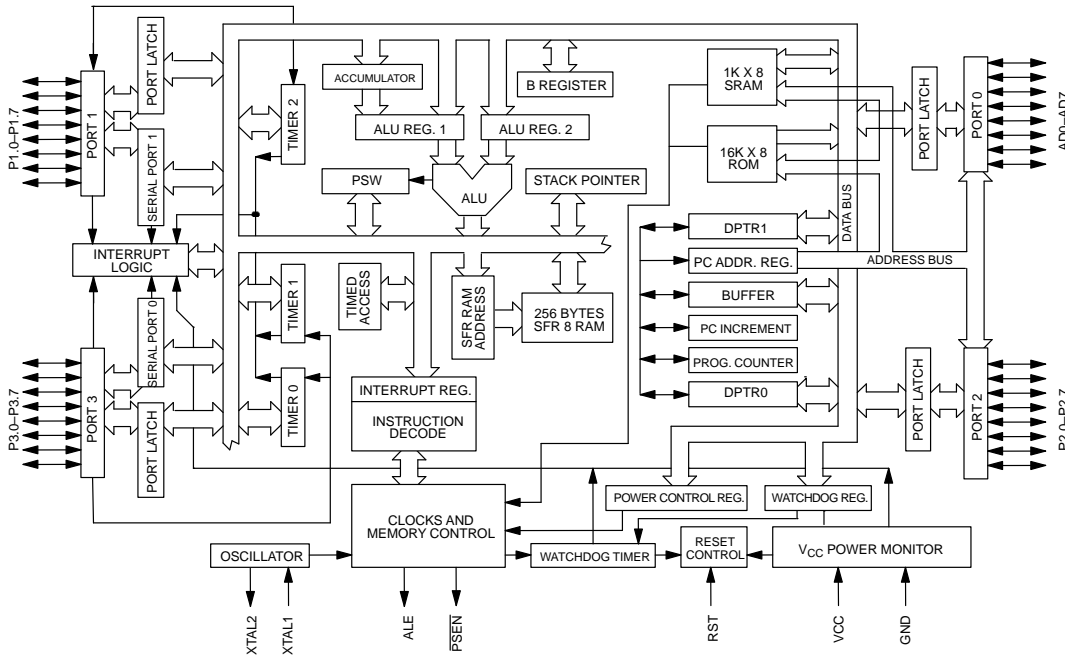 P1.0–P1.7
PORT 1
PORT LATCH
SERIAL PORT 1
TIMER 2
ACCUMULATOR
B REGISTER
ALU REG. 1
ALU REG. 2
PSW
ALU
STACK POINTER
1K X 8
SRAM
16K X 8
ROM
DATA BUS
PORT LATCH
PORT 0
AD0–AD7
INTERRUPT
LOGIC
DPTR1
PC ADDR. REG.
ADDRESS BUS
BUFFER
PC INCREMENT
PROG. COUNTER
DPTR0
TIMER 1
TIMED
ACCESS
SFR RAM
ADDRESS
256 BYTES
SFR 8 RAM
P3.0–P3.7
PORT 3
SERIAL PORT 0
PORT LATCH
TIMER 0
INTERRUPT REG.
INSTRUCTION
DECODE
PORT LATCH
PORT 2
P2.0–P2.7
CLOCKS AND
MEMORY CONTROL
POWER CONTROL REG.
WATCHDOG REG.
OSCILLATOR
WATCHDOG TIMER
RESET
CONTROL
VCC POWER MONITOR
XTAL2
XTAL1
ALE
PSEN
RST
VCC
GND